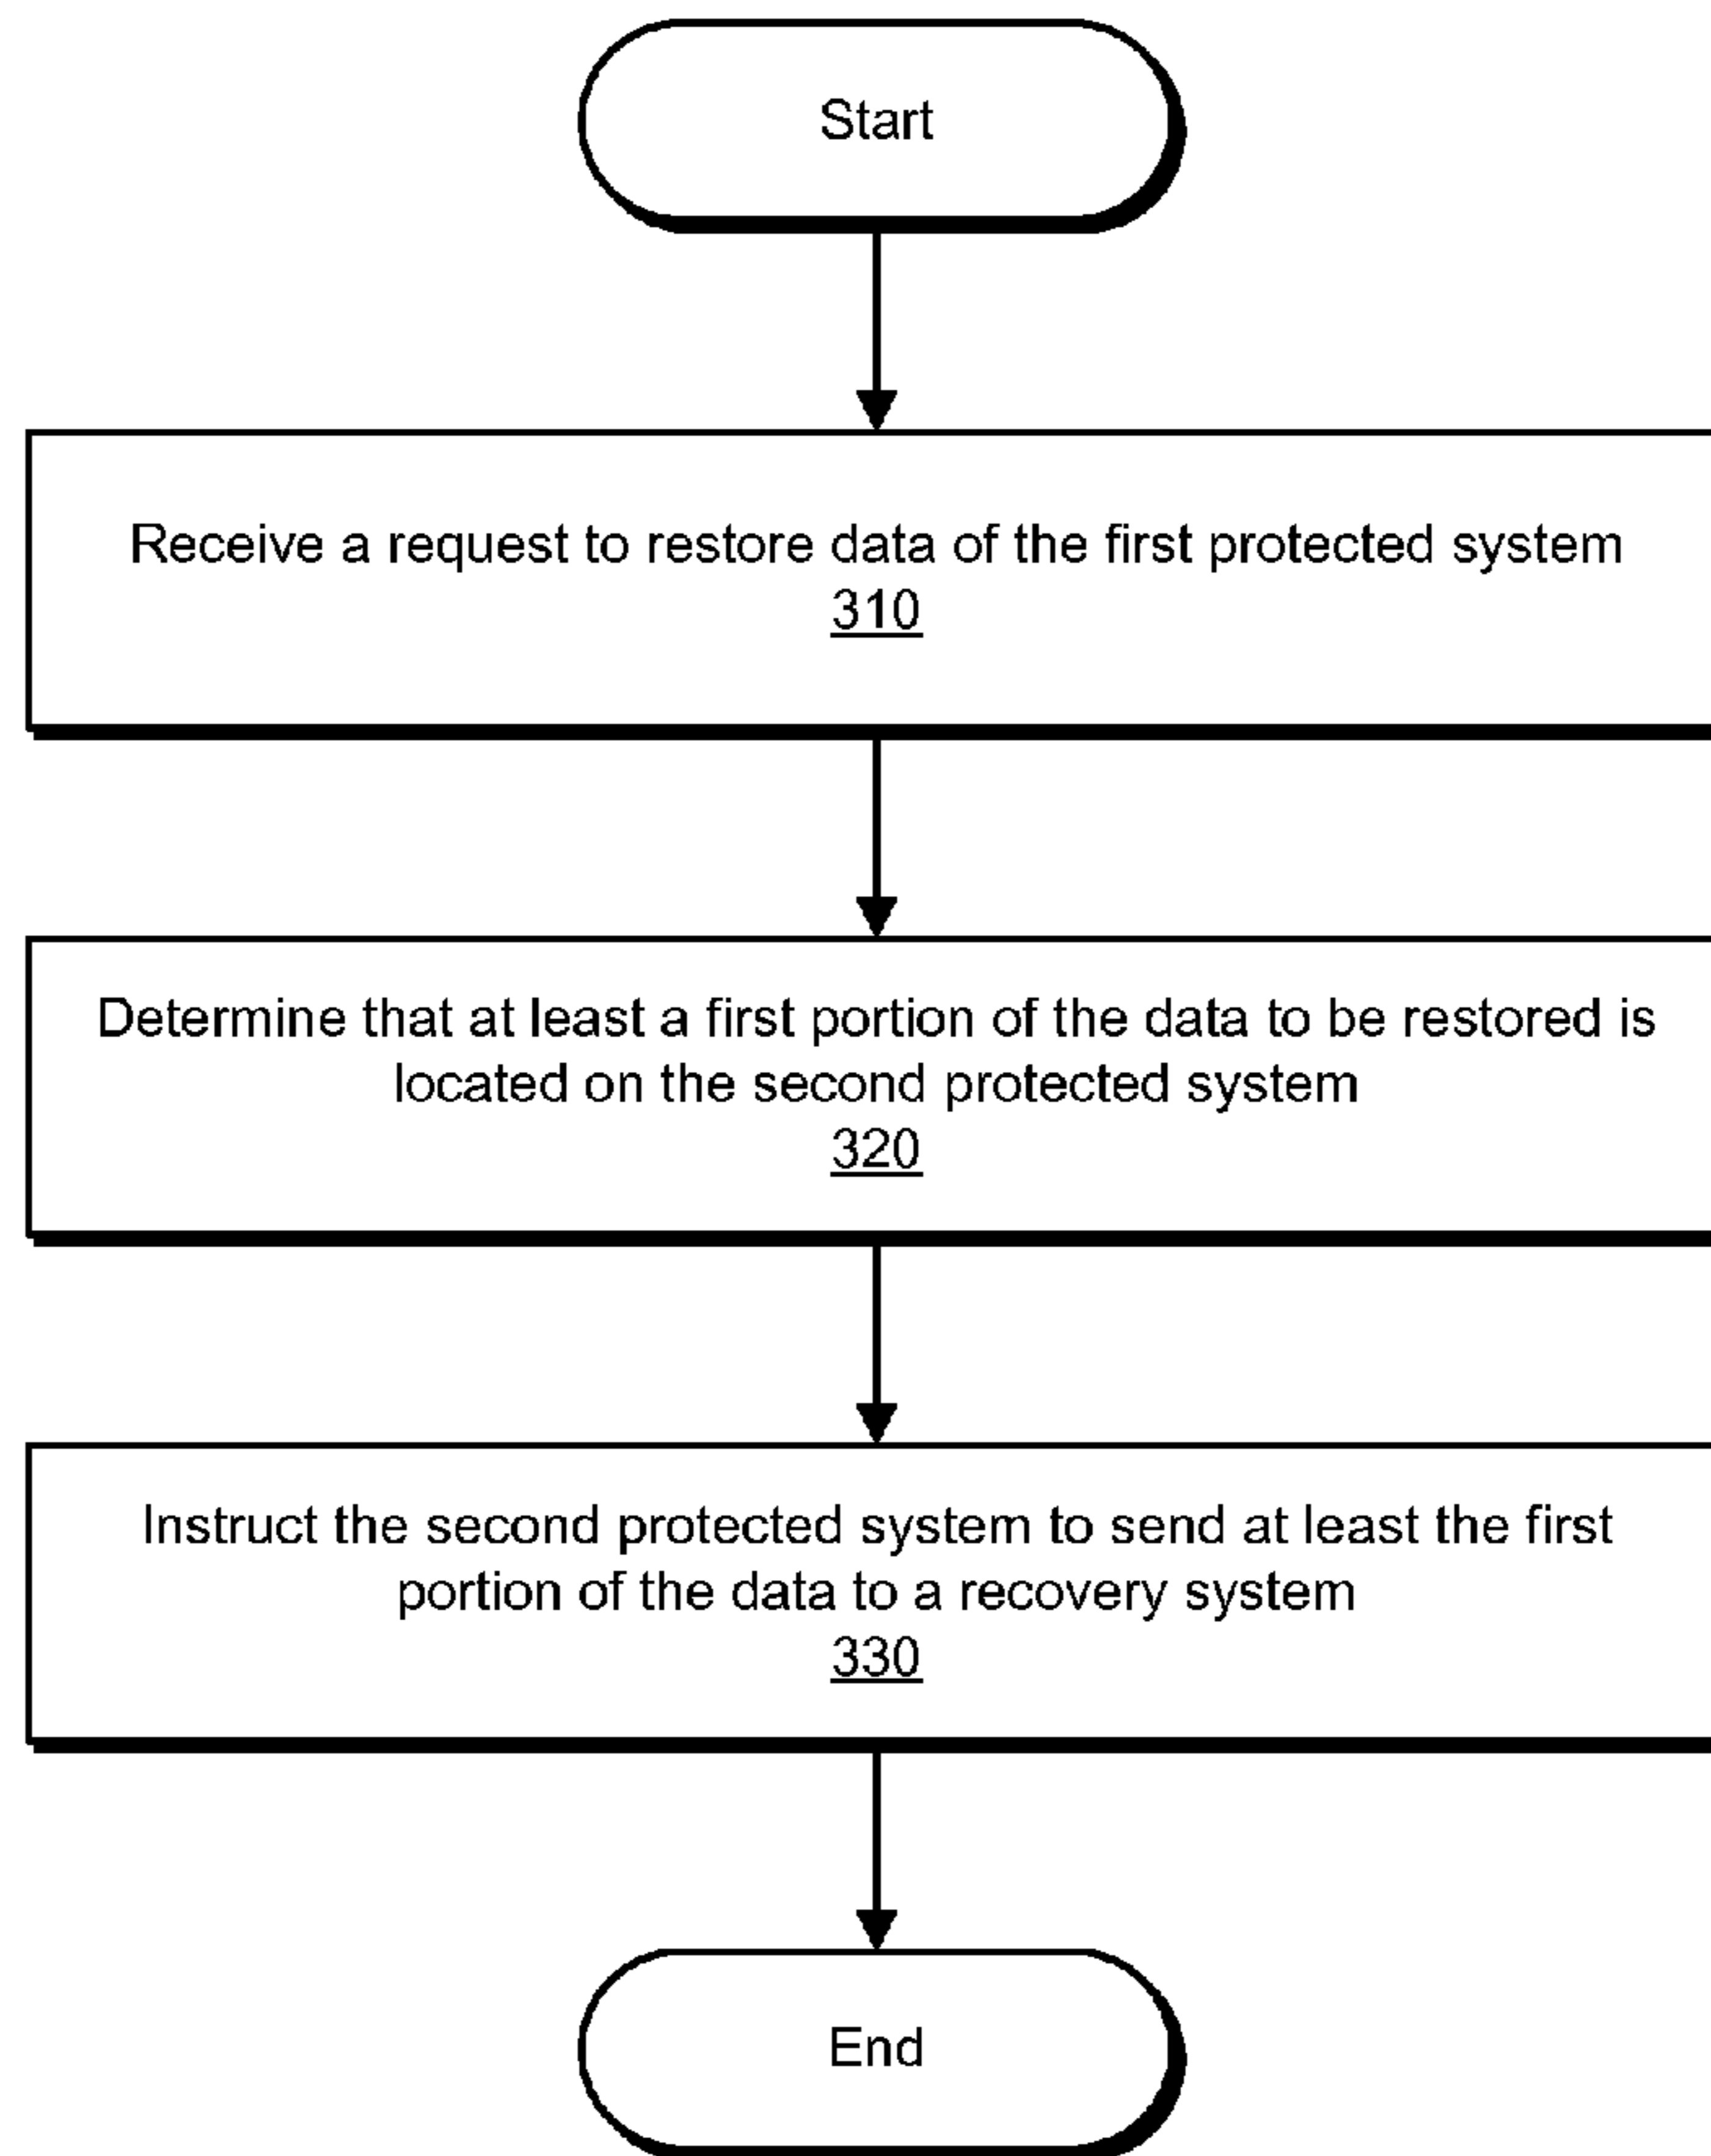 Start
Receive a request to restore data of the first protected system
310
Determine that at least a first portion of the data to be restored is
located on the second protected system
320
Instruct the second protected system to send at least the first
portion of the data to a recovery system
330
End